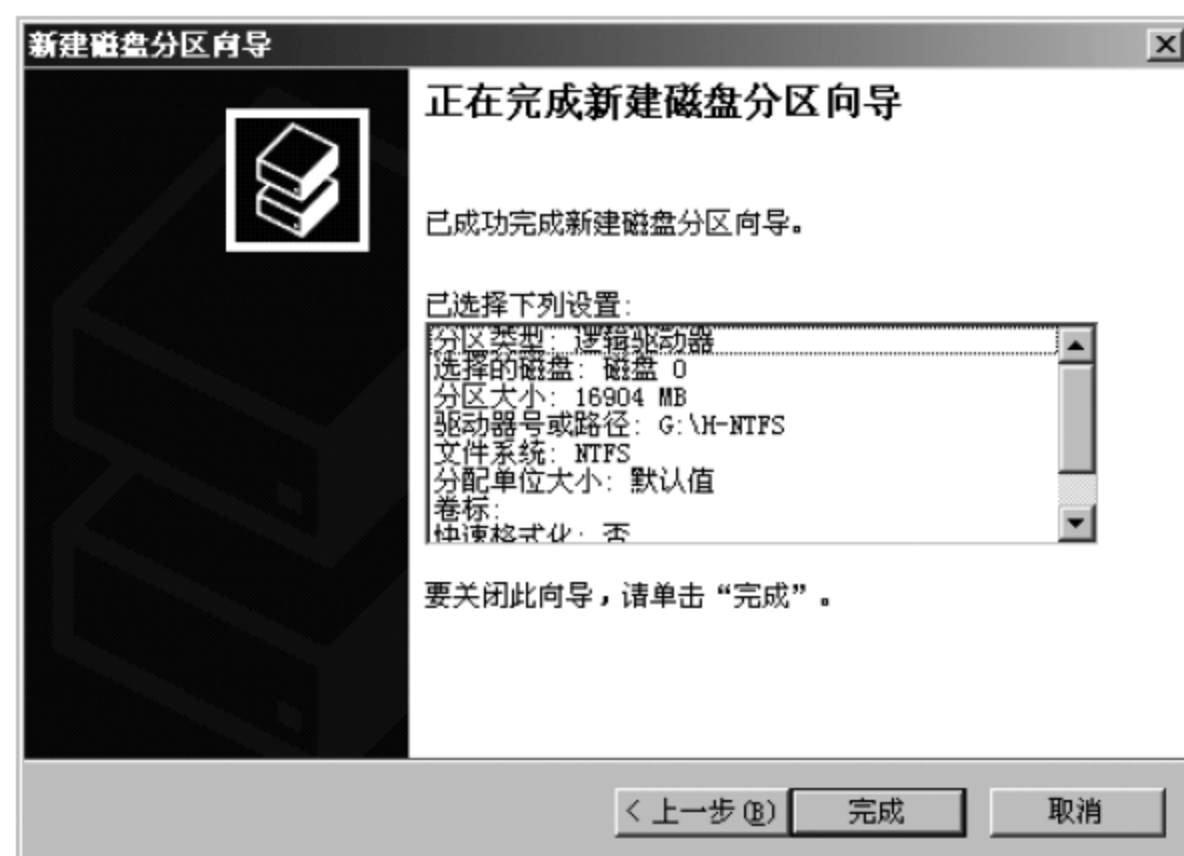 新建磁盘分区向导
正在完成新建磁盘分区向导
已成功完成新建磁盘分区向导。
已选择下列设置:
分区类型: 逻辑驱动器
选择的磁盘: 磁盘 0
分区大小: 16904 MB
驱动器号或路径: G:\H-NTFS
文件系统: NTFS
分配单位大小: 默认值
卷标:
快速格式化: 否
要关闭此向导，请单击“完成”。
< 上一步(B)
完成
取消